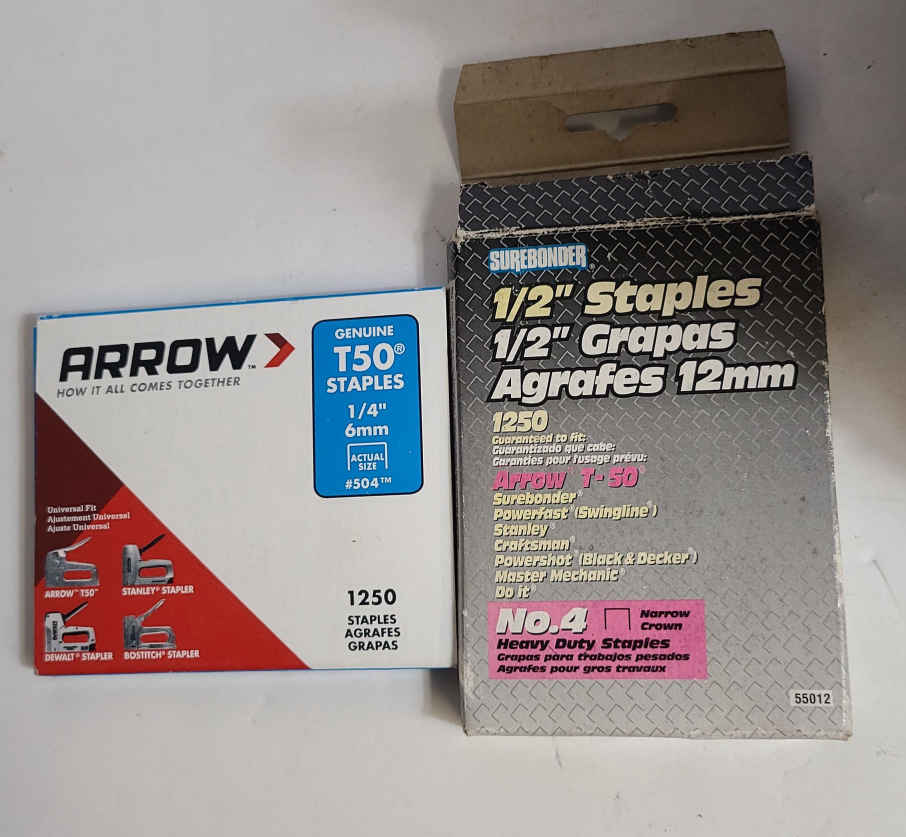 ARROW™
HOW IT ALL COMES TOGETHER
GENUINE
T50®
STAPLES
1/4"
6mm
ACTUAL
SIZE
#504™
Universal Fit
Ajustement Universal
Ajuste Universal
ARROW™ T50™
STANLEY® STAPLER
DEWALT® STAPLER
BOSTITCH® STAPLER
1250
STAPLES
AGRAFES
GRAPAS
SUREBONDER®
1/2" Staples
1/2" Grapas
Agrafes 12mm
1250
Guaranteed to fit:
Guarantizado que cabe:
Garanties pour l'usage prévu:
Arrow® T-50®
Surebonder®
Powerfast® (Swingline®)
Stanley®
Craftsman®
Powershot® (Black & Decker®)
Master Mechanic®
Do it®
No.4
Narrow
Crown
Heavy Duty Staples
Grapas para trabajos pesados
Agrafes pour gros travaux
55012